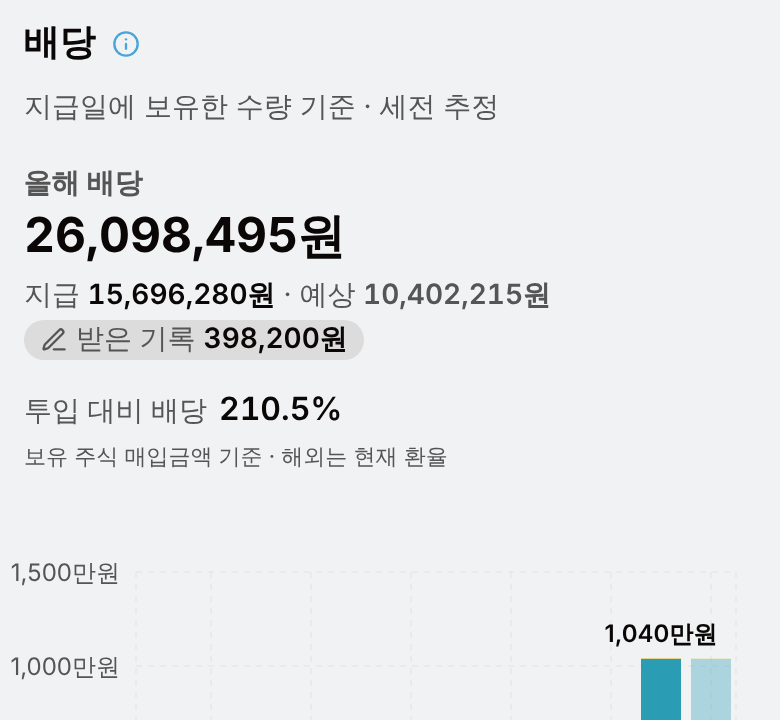 배당
지급일에 보유한 수량 기준 · 세전 추정
올해 배당
26,098,495원
지급 15,696,280원 · 예상 10,402,215원
받은 기록 398,200원
투입 대비 배당 210.5%
보유 주식 매입금액 기준 · 해외는 현재 환율
1,500만원
1,040만원
1,000만원